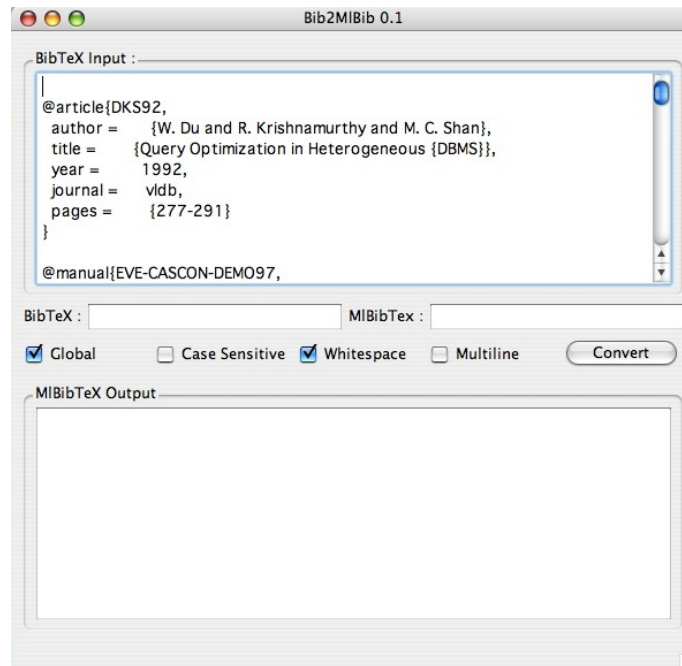 Bib2MlBib 0.1
BibTeX Input :
@article{DKS92,
author = {W. Du and R. Krishnamurthy and M. C. Shan},
title = {Query Optimization in Heterogeneous {DBMS}},
year = 1992,
journal = vldb,
pages = {277-291}
}
@manual{EVE-CASCON-DEMO97,
BibTeX : MlBibTex :
Global Case Sensitive Whitespace Multiline Convert
MlBibTeX Output